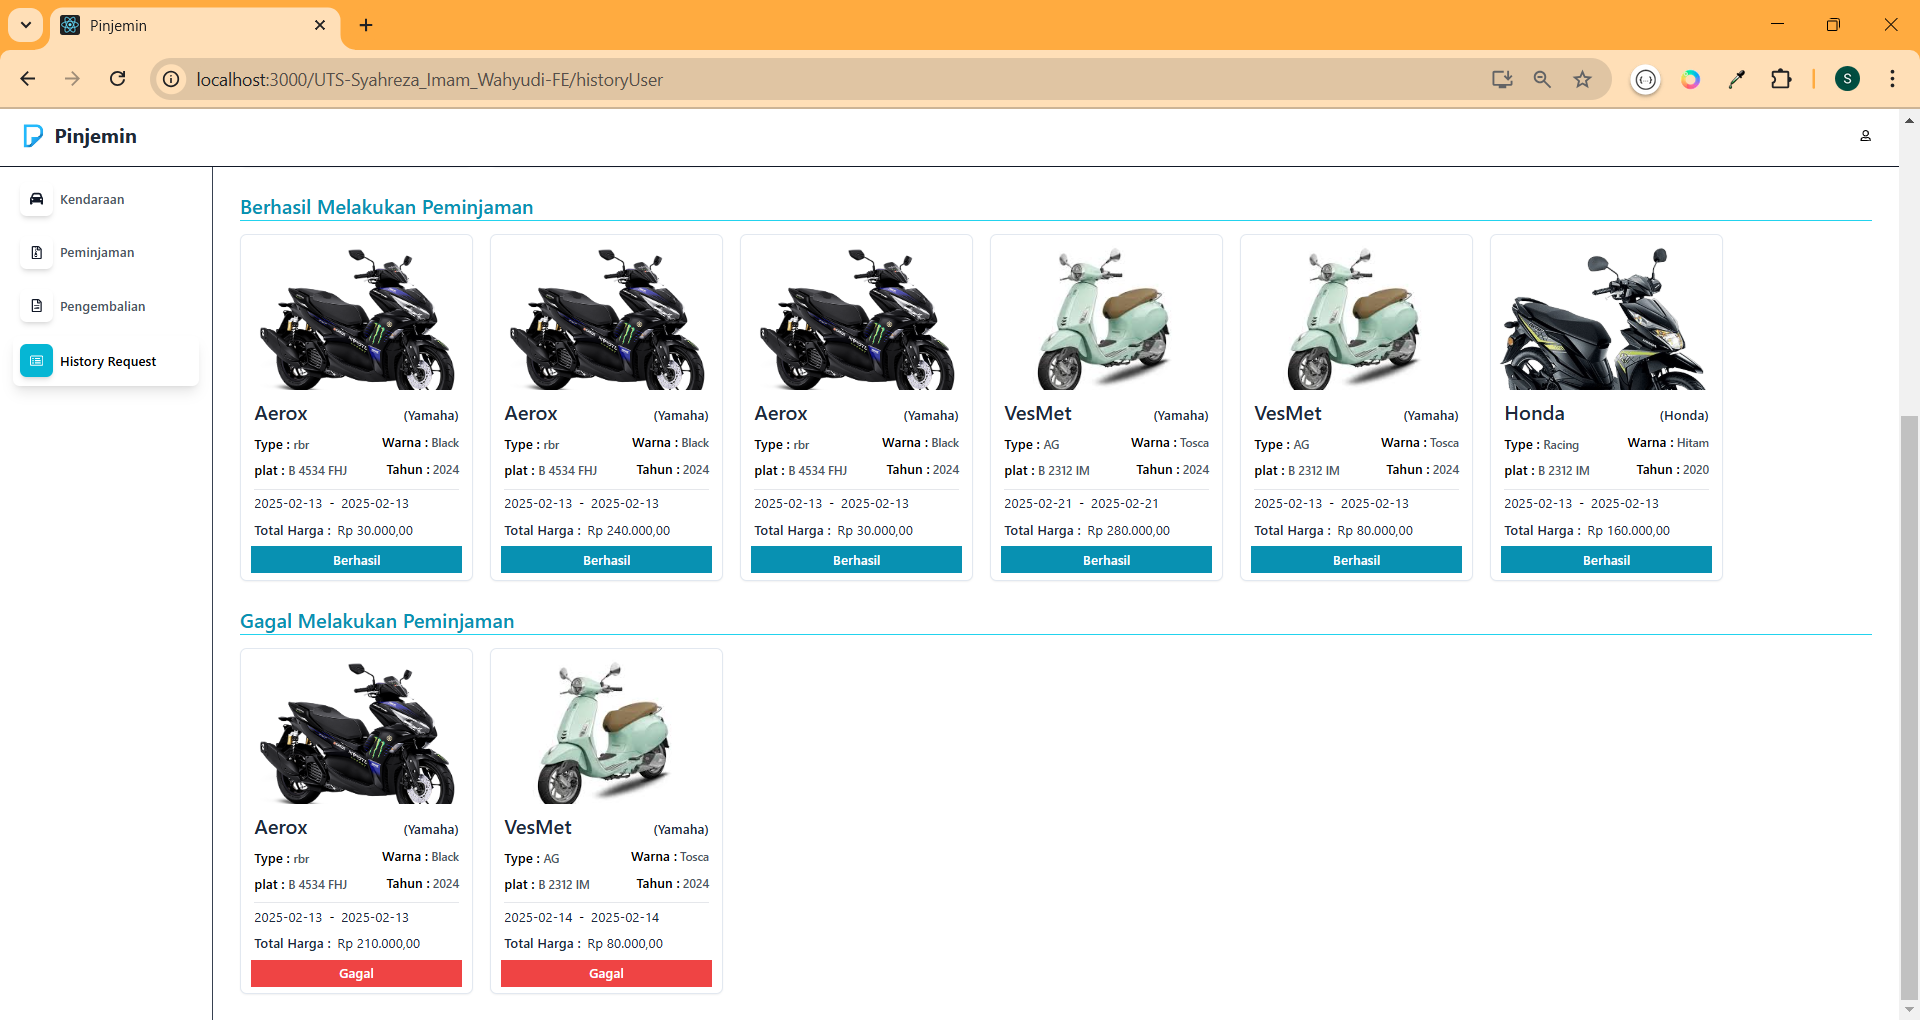 Pinjemin
localhost:3000/UTS-Syahreza_Imam_Wahyudi-FE/historyUser
S
Pinjemin
Kendaraan
Peminjaman
Pengembalian
History Request
Berhasil Melakukan Peminjaman
Aerox (Yamaha)
Type : rbr Warna : Black
plat : B 4534 FHJ Tahun : 2024
2025-02-13 - 2025-02-13
Total Harga : Rp 30.000,00
Berhasil
Aerox (Yamaha)
Type : rbr Warna : Black
plat : B 4534 FHJ Tahun : 2024
2025-02-13 - 2025-02-13
Total Harga : Rp 240.000,00
Berhasil
Aerox (Yamaha)
Type : rbr Warna : Black
plat : B 4534 FHJ Tahun : 2024
2025-02-13 - 2025-02-13
Total Harga : Rp 30.000,00
Berhasil
VesMet (Yamaha)
Type : AG Warna : Tosca
plat : B 2312 IM Tahun : 2024
2025-02-21 - 2025-02-21
Total Harga : Rp 280.000,00
Berhasil
VesMet (Yamaha)
Type : AG Warna : Tosca
plat : B 2312 IM Tahun : 2024
2025-02-13 - 2025-02-13
Total Harga : Rp 80.000,00
Berhasil
Honda (Honda)
Type : Racing Warna : Hitam
plat : B 2312 IM Tahun : 2020
2025-02-13 - 2025-02-13
Total Harga : Rp 160.000,00
Berhasil
Gagal Melakukan Peminjaman
Aerox (Yamaha)
Type : rbr Warna : Black
plat : B 4534 FHJ Tahun : 2024
2025-02-13 - 2025-02-13
Total Harga : Rp 210.000,00
Gagal
VesMet (Yamaha)
Type : AG Warna : Tosca
plat : B 2312 IM Tahun : 2024
2025-02-14 - 2025-02-14
Total Harga : Rp 80.000,00
Gagal